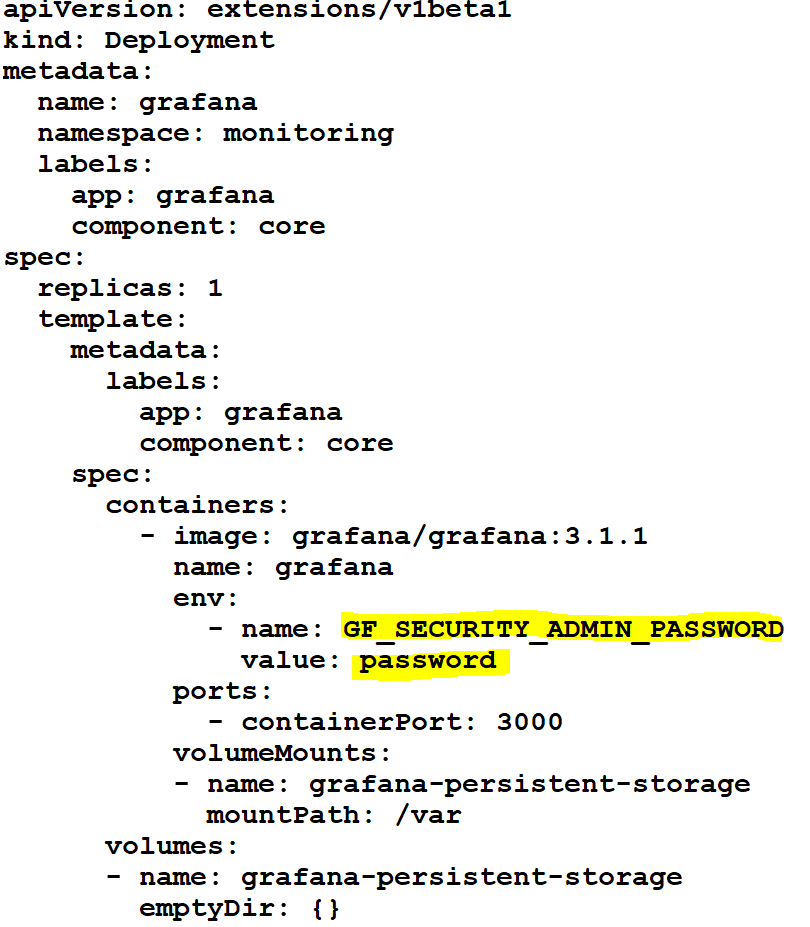 apiVersion: extensions/v1beta1
kind: Deployment
metadata:
  name: grafana
  namespace: monitoring
  labels:
    app: grafana
    component: core
spec:
  replicas: 1
  template:
    metadata:
      labels:
        app: grafana
        component: core
    spec:
      containers:
        - image: grafana/grafana:3.1.1
          name: grafana
          env:
            - name: GF_SECURITY_ADMIN_PASSWORD
              value: password
          ports:
            - containerPort: 3000
          volumeMounts:
          - name: grafana-persistent-storage
            mountPath: /var
      volumes:
      - name: grafana-persistent-storage
        emptyDir: {}